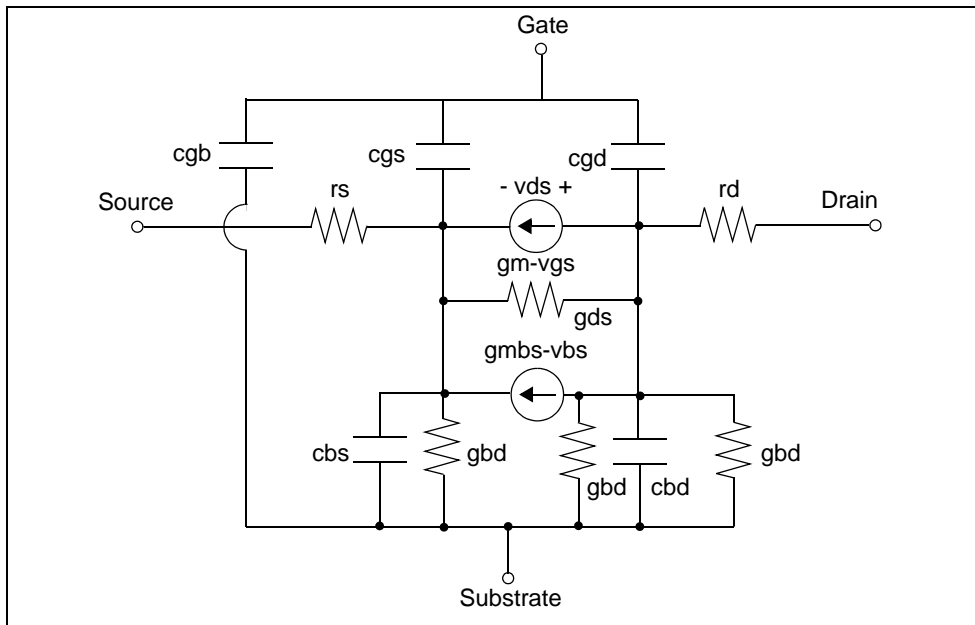 Gate
cgb
cgs
cgd
Source
rs
- vds +
rd
Drain
gm-vgs
gds
gmbs-vbs
cbs
gbd
gbd
cbd
gbd
Substrate